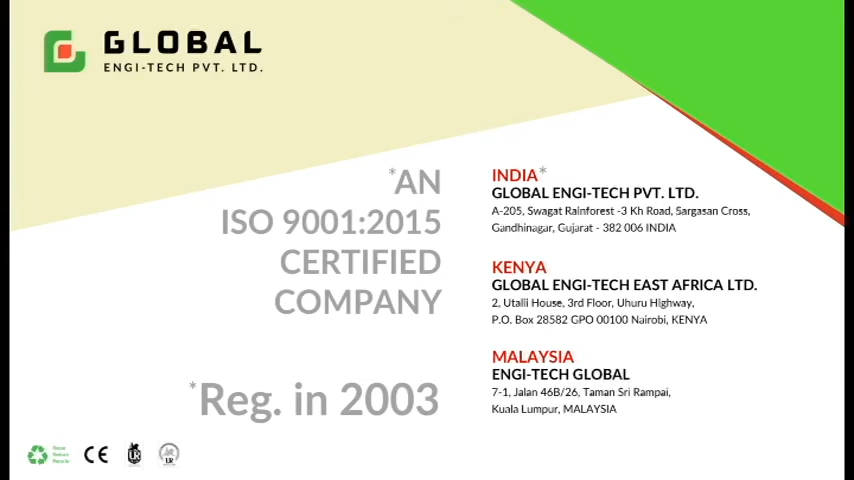 GLOBAL
ENGI-TECH PVT. LTD.
*AN
ISO 9001:2015
CERTIFIED
COMPANY
*Reg. in 2003
INDIA*
GLOBAL ENGI-TECH PVT. LTD.
A-205, Swagat Rainforest -3 Kh Road, Sargasan Cross,
Gandhinagar, Gujarat - 382 006 INDIA
KENYA
GLOBAL ENGI-TECH EAST AFRICA LTD.
2, Utalii House, 3rd Floor, Uhuru Highway,
P.O. Box 28582 GPO 00100 Nairobi, KENYA
MALAYSIA
ENGI-TECH GLOBAL
7-1, Jalan 46B/26, Taman Sri Rampai,
Kuala Lumpur, MALAYSIA
CE
UR